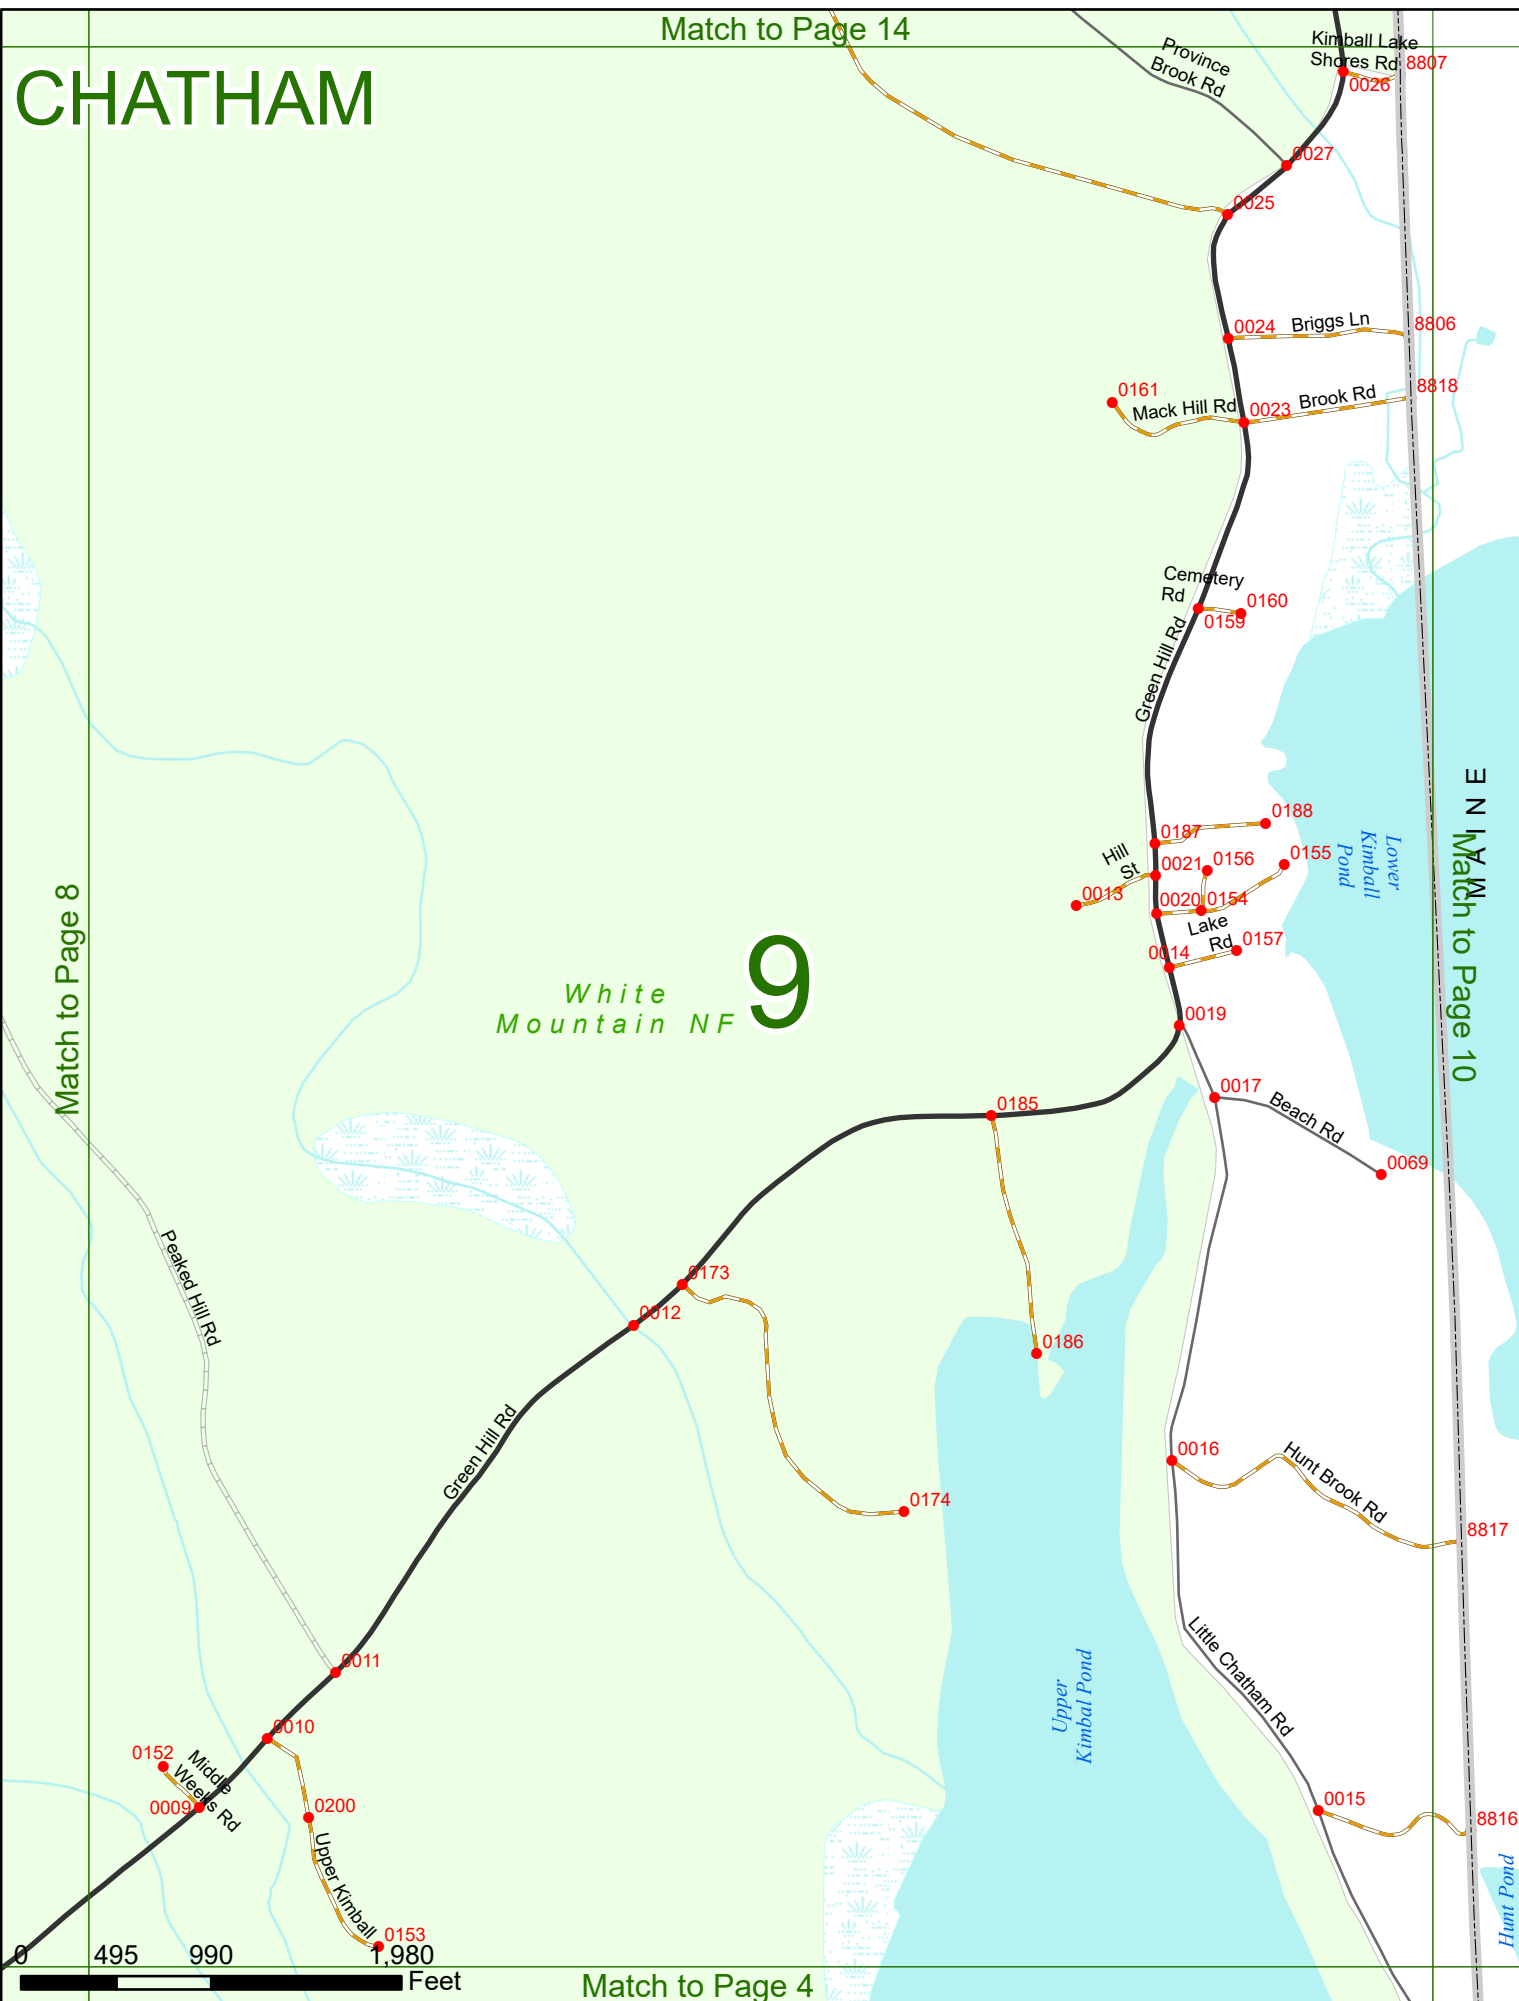 Match to Page 14
CHATHAM
Province
Brook Rd
Kimball Lake
Shores Rd
8807
0026
0027
0025
0024
Briggs Ln
8806
8818
0161
Mack Hill Rd
0023
Brook Rd
Cemetery
Rd
0160
0159
Green Hill Rd
MAINE
0188
0187
Hill
St
0021
0156
0155
0013
0020
0154
Lake
Rd
0157
0014
Lower
Kimball
Pond
Match to Page 8
Match to Page 10
9
White
Mountain NF
0019
0017
Beach Rd
0185
0069
Peaked Hill Rd
0173
0012
0186
Green Hill Rd
0016
Hunt Brook Rd
0174
8817
Little Chatham Rd
Upper
Kimbal Pond
0011
0010
0152
Middle
Weeks Rd
0009
0200
Upper Kimball
0015
8816
Hunt Pond
0153
0 495 990 1,980
Feet
Match to Page 4